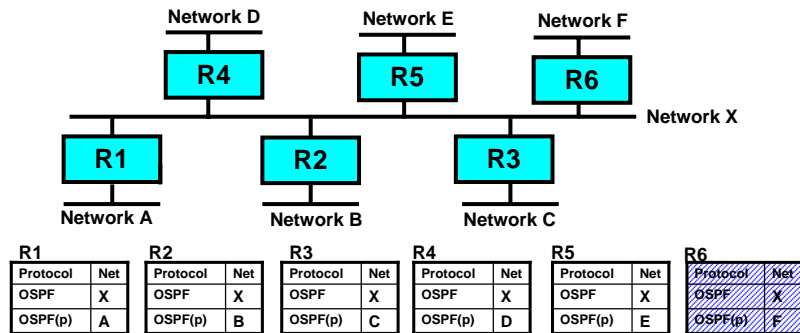 Network D
Network E
Network F
R4
R5
R6
Network X
R1
R2
R3
Network A
Network B
Network C
R1
R2
R3
R4
R5
R6
Protocol Net
OSPF X
OSPF(p) A
Protocol Net
OSPF X
OSPF(p) B
Protocol Net
OSPF X
OSPF(p) C
Protocol Net
OSPF X
OSPF(p) D
Protocol Net
OSPF X
OSPF(p) E
Protocol Net
OSPF X
OSPF(p) F